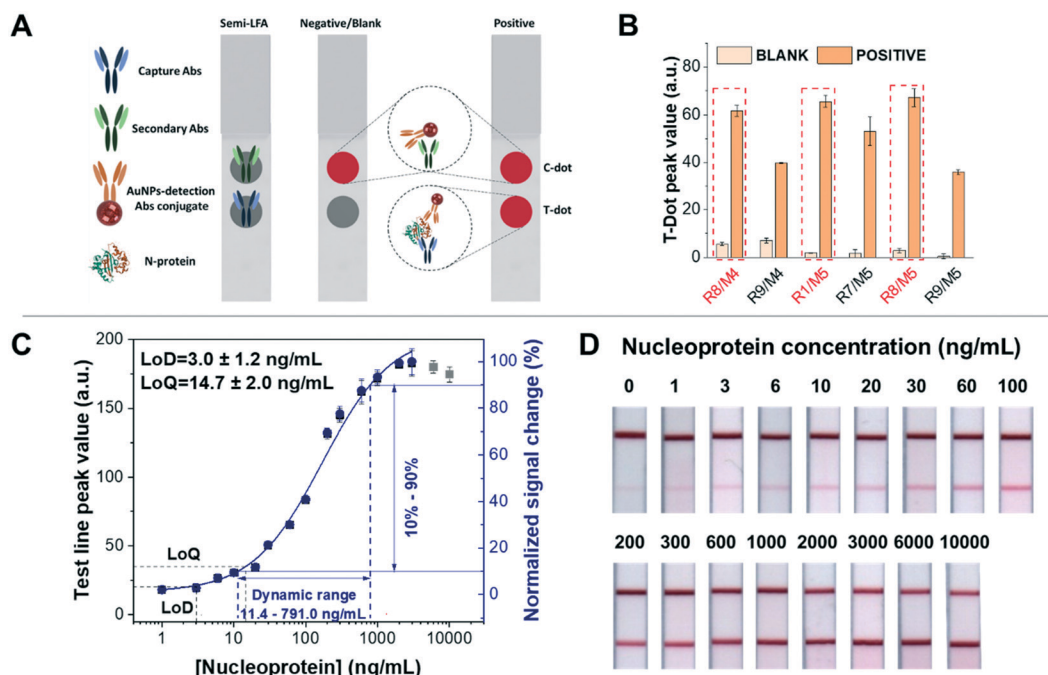 A
Semi-LFA
Negative/Blank
Positive
Capture Abs
Secondary Abs
AuNPs-detection
Abs conjugate
N-protein
C-dot
T-dot
B
BLANK
POSITIVE
T-Dot peak value (a.u.)
80
60
40
20
0
R8/M4
R9/M4
R1/M5
R7/M5
R8/M5
R9/M5
C
LoD=3.0 ± 1.2 ng/mL
LoQ=14.7 ± 2.0 ng/mL
Test line peak value (a.u.)
200
175
150
125
100
75
50
25
0
LoQ
LoD
10% - 90%
Dynamic range
11.4 - 791.0 ng/mL
100
80
60
40
20
0
Normalized signal change (%)
1
10
100
1000
10000
[Nucleoprotein] (ng/mL)
D
Nucleoprotein concentration (ng/mL)
0 1 3 6 10 20 30 60 100
200 300 600 1000 2000 3000 6000 10000